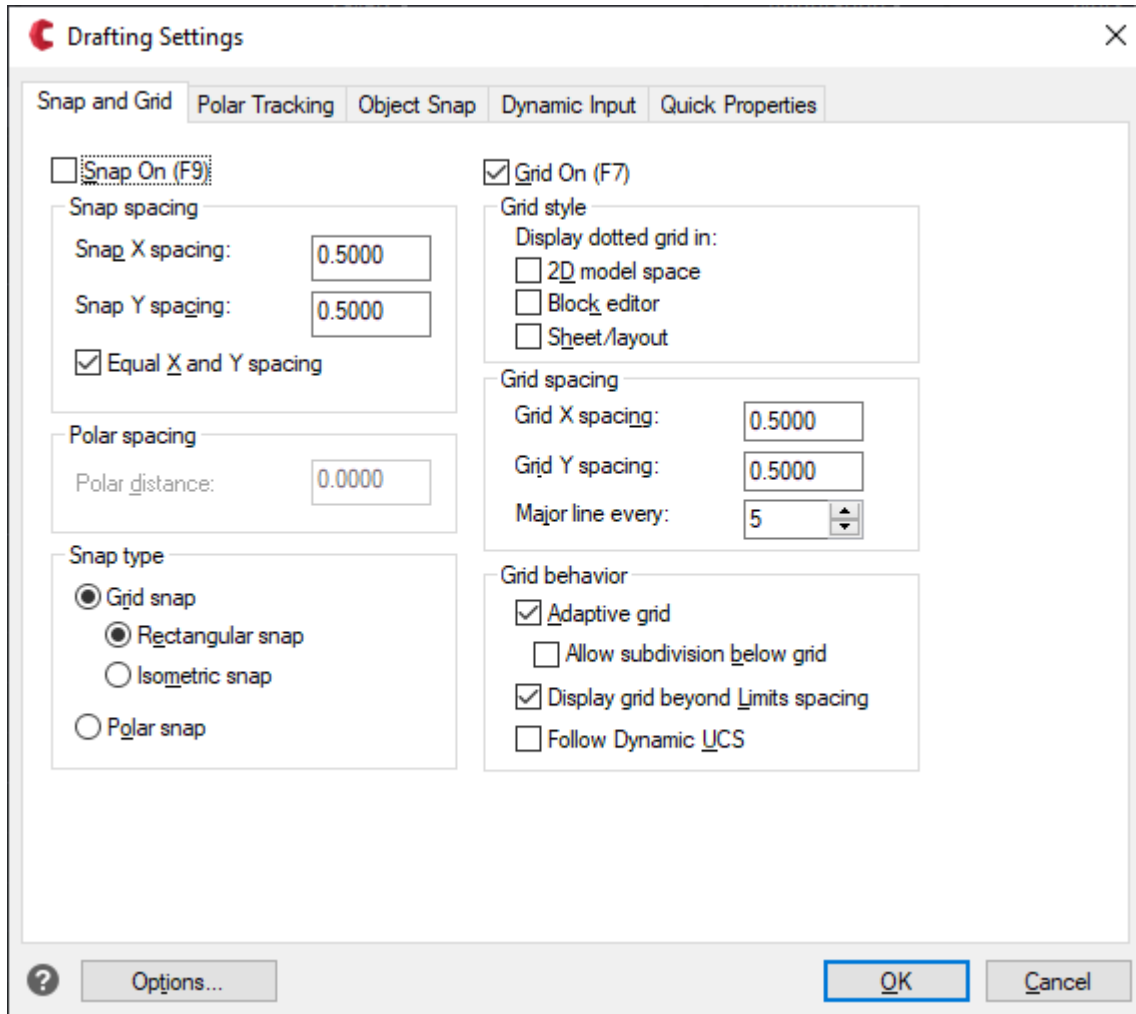 Drafting Settings
Snap and Grid Polar Tracking Object Snap Dynamic Input Quick Properties
Snap On (F9)
Snap spacing
Snap X spacing: 0.5000
Snap Y spacing: 0.5000
Equal X and Y spacing
Polar spacing
Polar distance: 0.0000
Snap type
Grid snap
Rectangular snap
Isometric snap
Polar snap
Grid On (F7)
Grid style
Display dotted grid in:
2D model space
Block editor
Sheet/layout
Grid spacing
Grid X spacing: 0.5000
Grid Y spacing: 0.5000
Major line every: 5
Grid behavior
Adaptive grid
Allow subdivision below grid
Display grid beyond Limits spacing
Follow Dynamic UCS
? Options... OK Cancel